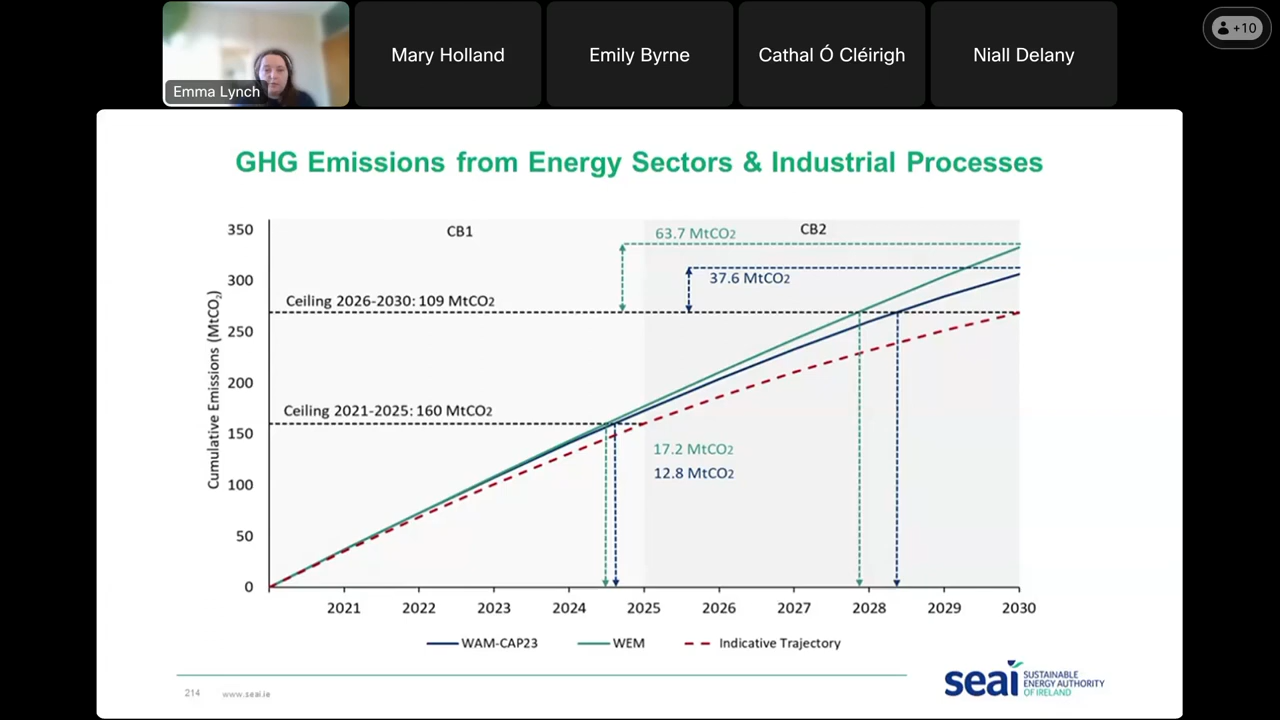 +10
Mary Holland
Emily Byrne
Cathal Ó Cléirigh
Niall Delany
Emma Lynch
GHG Emissions from Energy Sectors & Industrial Processes
Cumulative Emissions (MtCO₂)
350
300
250
200
150
100
50
0
CB1
CB2
63.7 MtCO2
37.6 MtCO2
Ceiling 2026-2030: 109 MtCO2
Ceiling 2021-2025: 160 MtCO2
17.2 MtCO2
12.8 MtCO2
2021 2022 2023 2024 2025 2026 2027 2028 2029 2030
WAM-CAP23 WEM Indicative Trajectory
214 www.seai.ie
seai SUSTAINABLE
ENERGY AUTHORITY
OF IRELAND